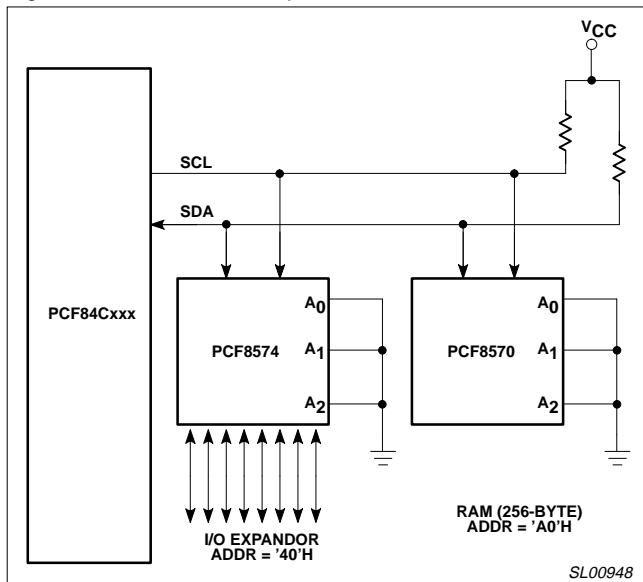 VCC
SCL
SDA
PCF84Cxxx
A0
A1
A2
PCF8574
A0
A1
A2
PCF8570
I/O EXPANDOR
ADDR = '40'H
RAM (256-BYTE)
ADDR = 'A0'H
SL00948